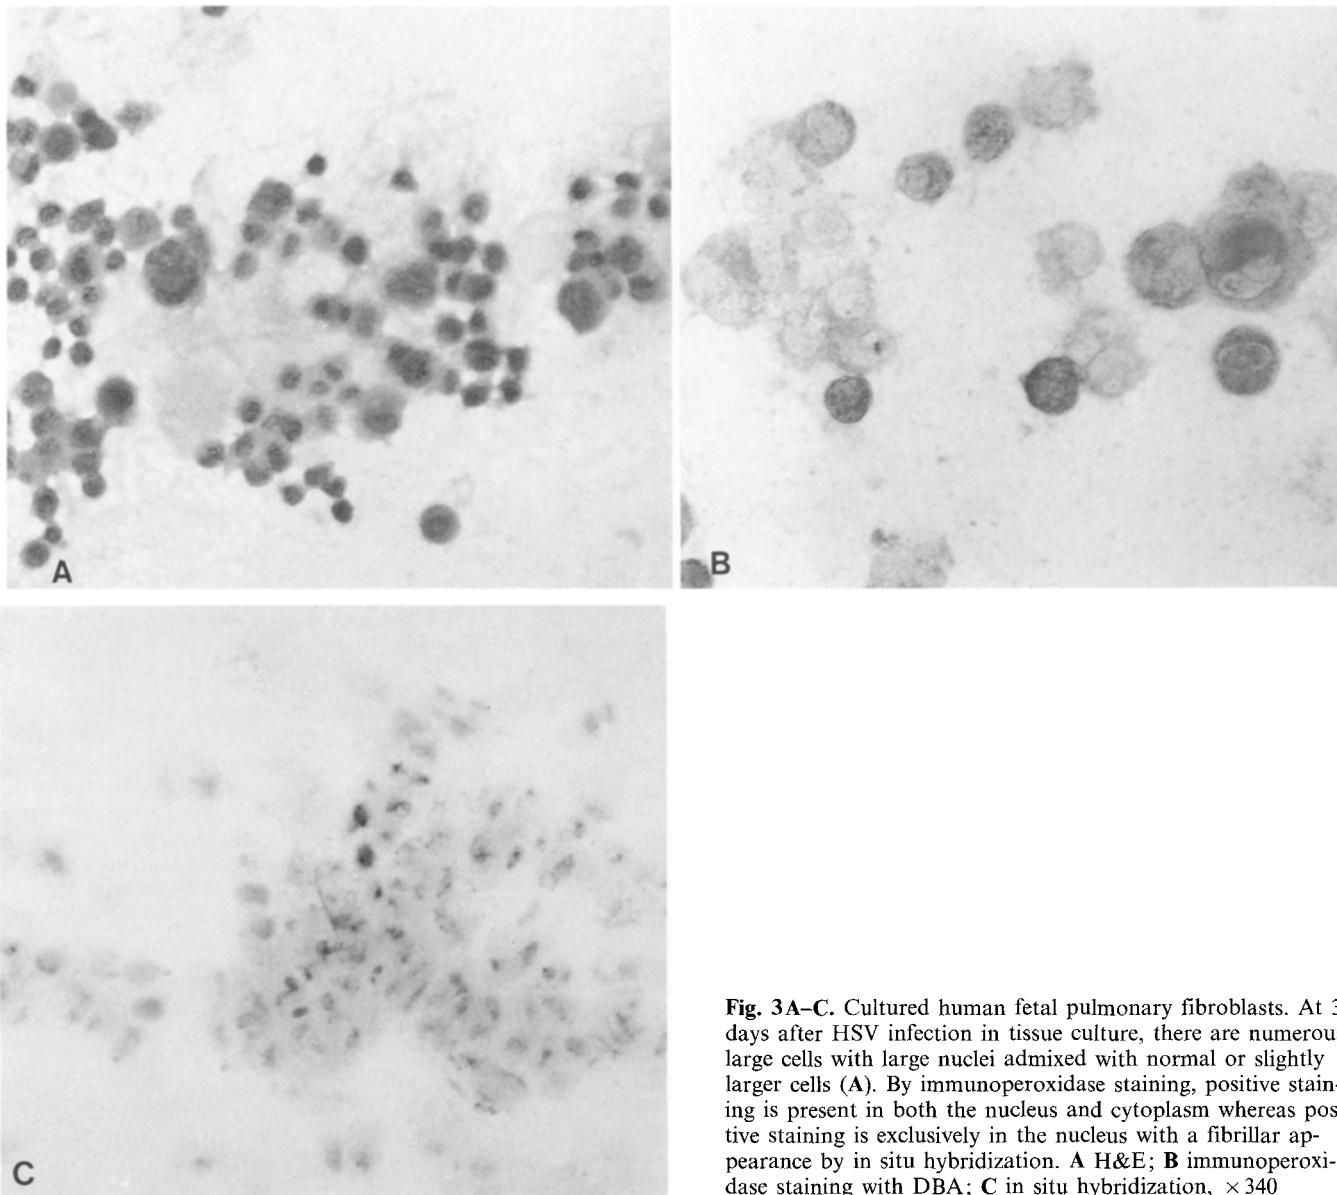 A
B
C
Fig. 3A–C. Cultured human fetal pulmonary fibroblasts. At 3
days after HSV infection in tissue culture, there are numerou
large cells with large nuclei admixed with normal or slightly
larger cells (A). By immunoperoxidase staining, positive stain-
ing is present in both the nucleus and cytoplasm whereas pos
tive staining is exclusively in the nucleus with a fibrillar ap-
pearance by in situ hybridization. A H&E; B immunoperoxi-
dase staining with DBA; C in situ hybridization, × 340